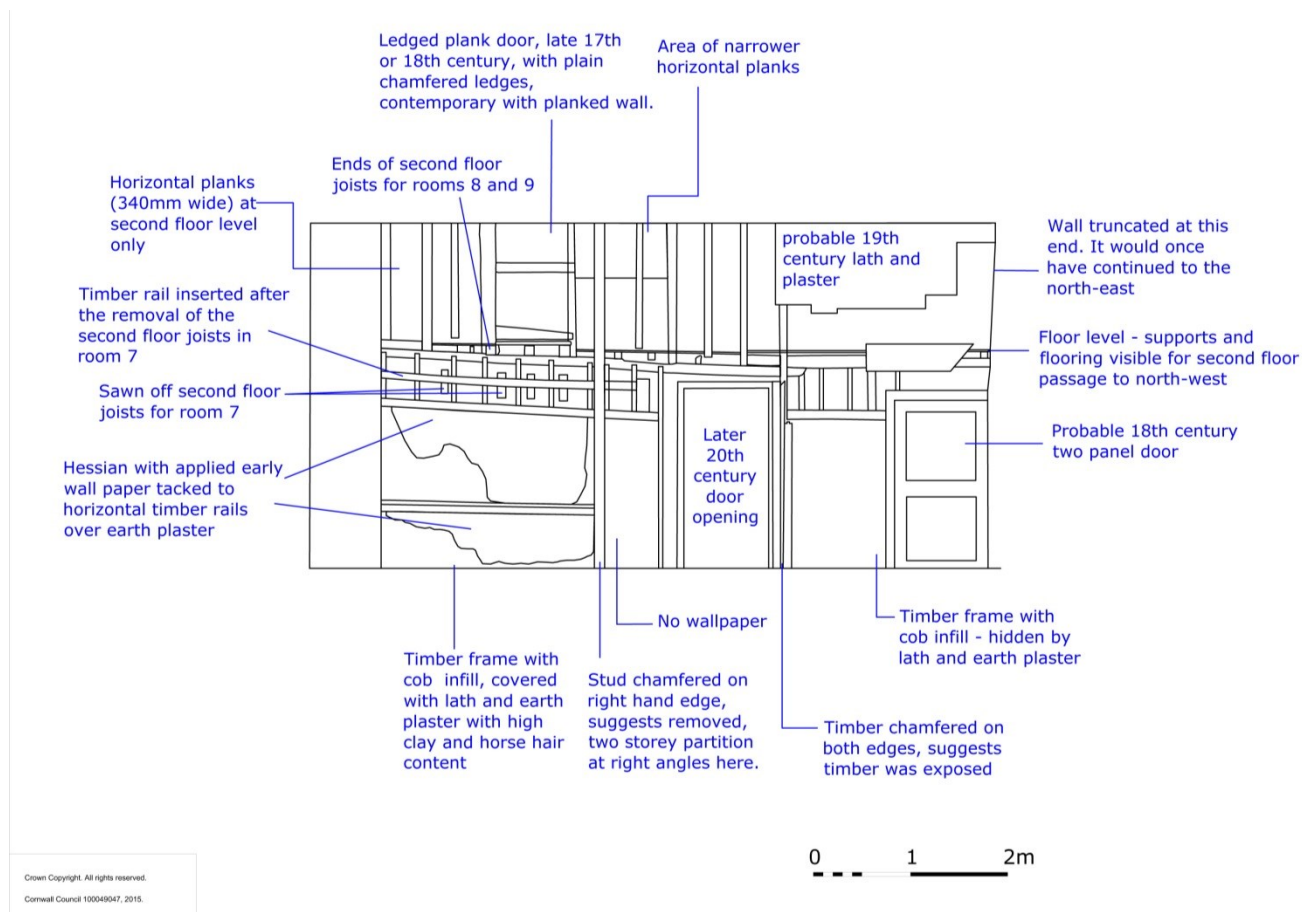 Ledged plank door, late 17th
or 18th century, with plain
chamfered ledges,
contemporary with planked wall.
Area of narrower
horizontal planks
Ends of second floor
joists for rooms 8 and 9
Horizontal planks
(340mm wide) at
second floor level
only
probable 19th
century lath and
plaster
Wall truncated at this
end. It would once
have continued to the
north-east
Timber rail inserted after
the removal of the
second floor joists in
room 7
Floor level - supports and
flooring visible for second floor
passage to north-west
Sawn off second floor
joists for room 7
Later
20th
century
door
opening
Probable 18th century
two panel door
Hessian with applied early
wall paper tacked to
horizontal timber rails
over earth plaster
No wallpaper
Timber frame with
cob infill - hidden by
lath and earth plaster
Timber frame with
cob infill, covered
with lath and earth
plaster with high
clay and horse hair
content
Stud chamfered on
right hand edge,
suggests removed,
two storey partition
at right angles here.
Timber chamfered on
both edges, suggests
timber was exposed
0 1 2m
Crown Copyright. All rights reserved.
Cornwall Council 100049047, 2015.